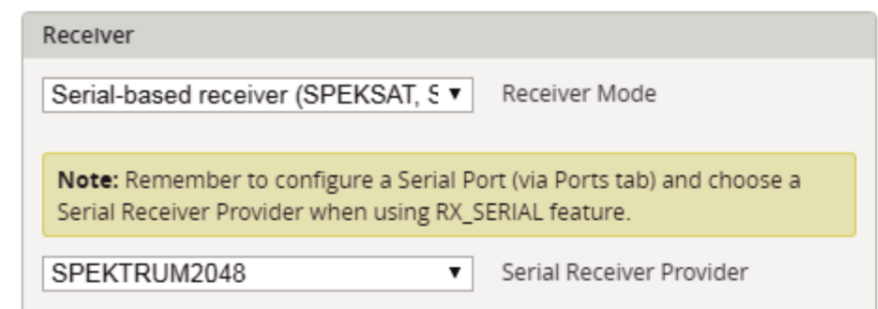 Receiver
Serial-based receiver (SPEKSAT, S
Receiver Mode
Note: Remember to configure a Serial Port (via Ports tab) and choose a
Serial Receiver Provider when using RX_SERIAL feature.
SPEKTRUM2048
Serial Receiver Provider